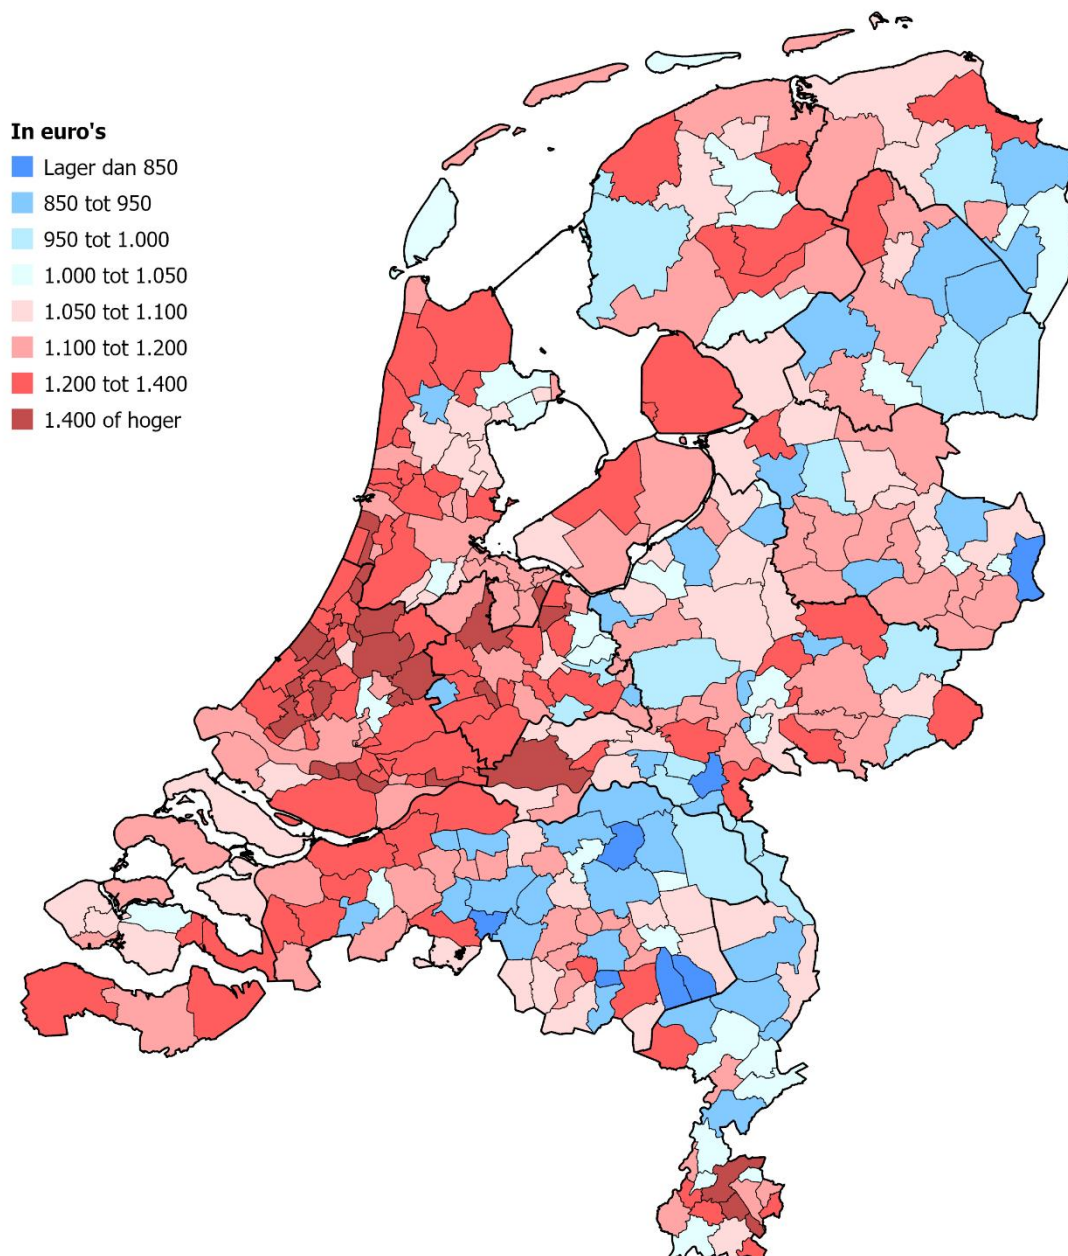 In euro's
Lager dan 850
850 tot 950
950 tot 1.000
1.000 tot 1.050
1.050 tot 1.100
1.100 tot 1.200
1.200 tot 1.400
1.400 of hoger